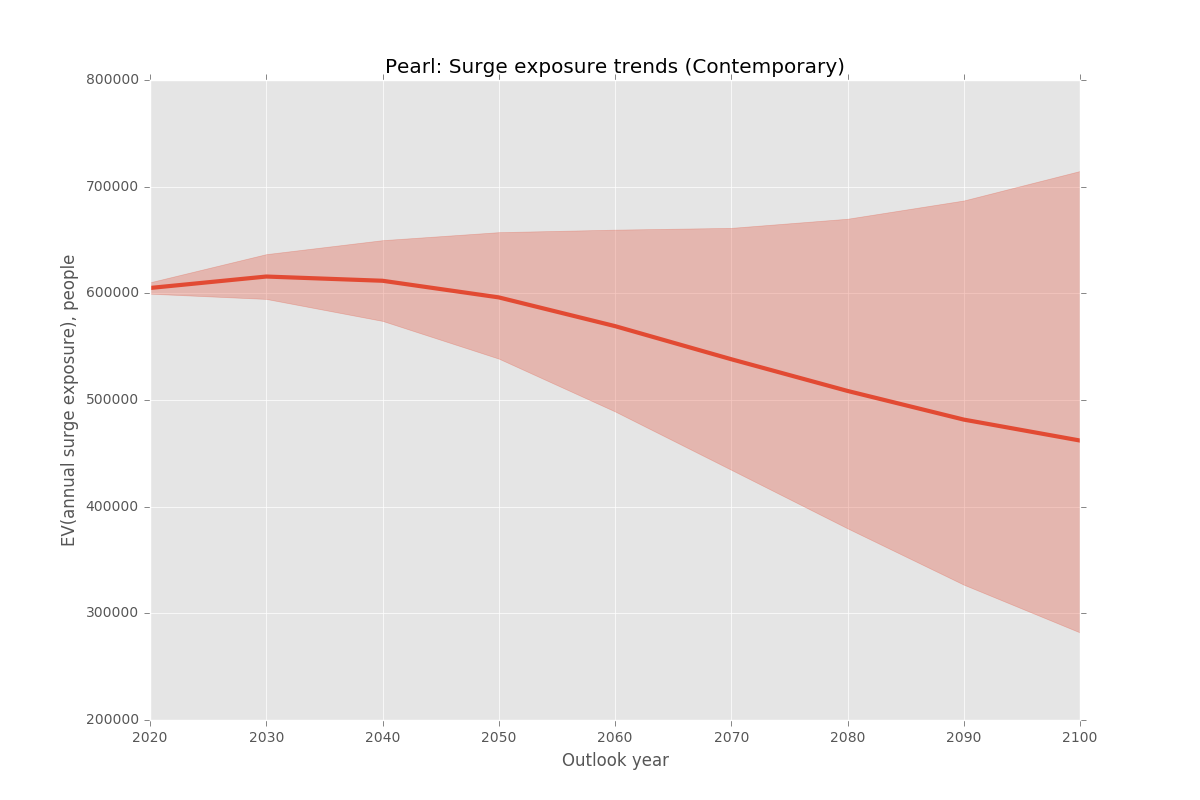 Pearl: Surge exposure trends (Contemporary)
800000
700000
600000
500000
400000
300000
200000
EV(annual surge exposure), people
2020 2030 2040 2050 2060 2070 2080 2090 2100
Outlook year